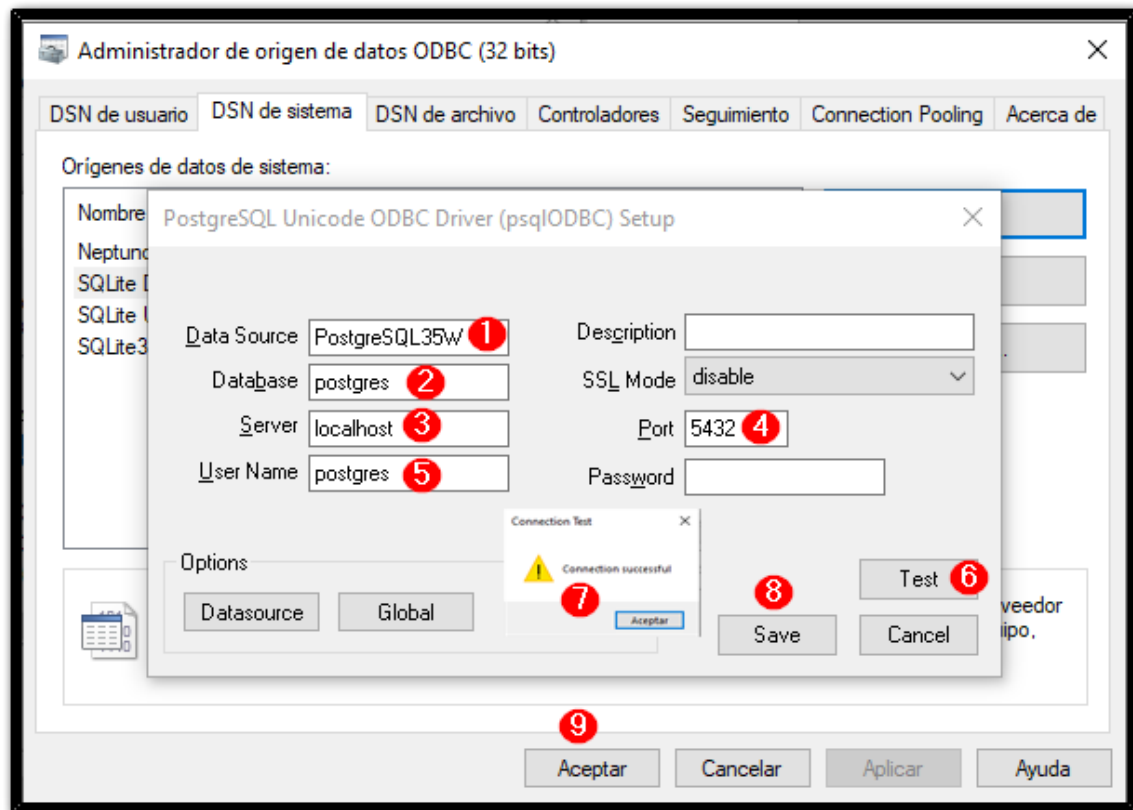 Administrador de origen de datos ODBC (32 bits)
DSN de usuario DSN de sistema DSN de archivo Controladores Seguimiento Connection Pooling Acerca de
Orígenes de datos de sistema:
Nombre
PostgreSQL Unicode ODBC Driver (psqlODBC) Setup
SQLite
SQLite
SQLite3
Data Source PostgreSQL35W 1 Description
Database postgres 2 SSL Mode disable
Server localhost 3 Port 5432 4
User Name postgres 5 Password
Connection Test
Connection successful
7
Aceptar
Options
Datasource Global
Test 6
8
Save Cancel
9
Aceptar Cancelar Aplicar Ayuda